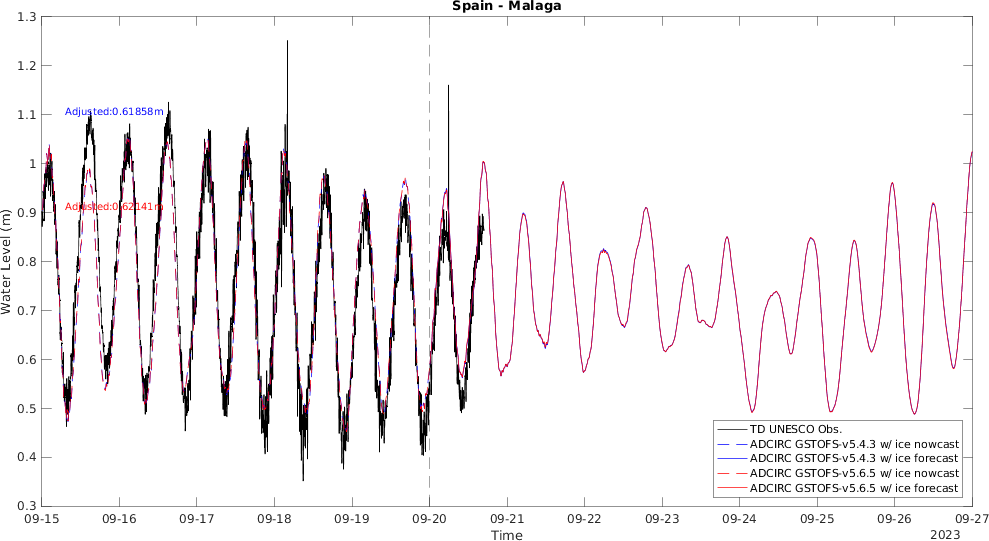 Spain - Malaga
1.3
1.2
1.1
1
0.9
0.8
0.7
0.6
0.5
0.4
0.3
Water Level (m)
Adjusted:0.61858m
Adjusted:0.62141m
TD UNESCO Obs.
ADCIRC GSTOFS-v5.4.3 w/ ice nowcast
ADCIRC GSTOFS-v5.4.3 w/ ice forecast
ADCIRC GSTOFS-v5.6.5 w/ ice nowcast
ADCIRC GSTOFS-v5.6.5 w/ ice forecast
09-15 09-16 09-17 09-18 09-19 09-20 09-21 09-22 09-23 09-24 09-25 09-26 09-27
Time
2023